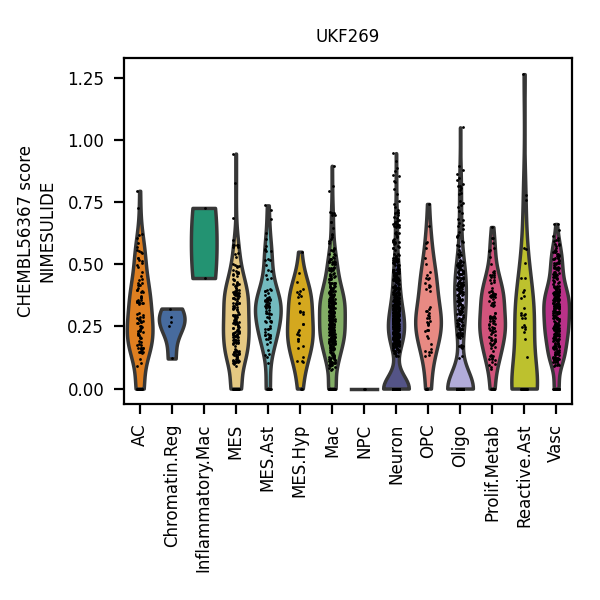 UKF269
CHEMBL56367 score
NIMESULIDE
1.25
1.00
0.75
0.50
0.25
0.00
AC
Chromatin.Reg
Inflammatory.Mac
MES
MES.Ast
MES.Hyp
Mac
NPC
Neuron
OPC
Oligo
Prolif.Metab
Reactive.Ast
Vasc